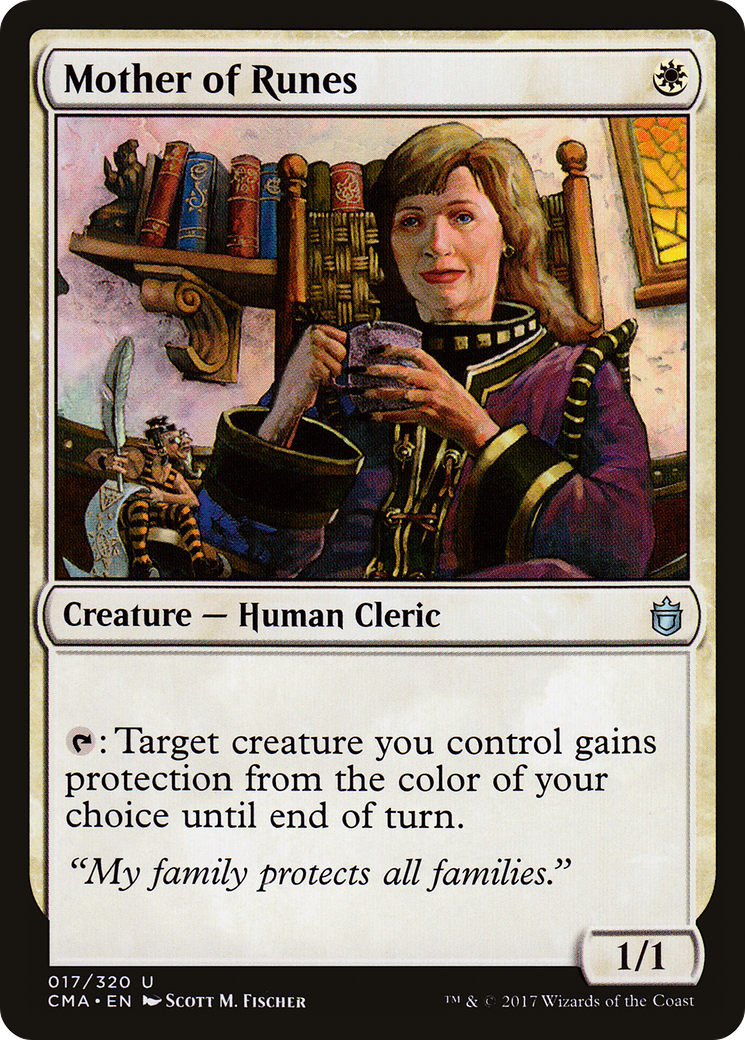 Mother of Runes
Creature — Human Cleric
: Target creature you control gains
protection from the color of your
choice until end of turn.
“My family protects all families.”
1/1
017/320 U
CMA • EN Scott M. Fischer
™ & © 2017 Wizards of the Coast